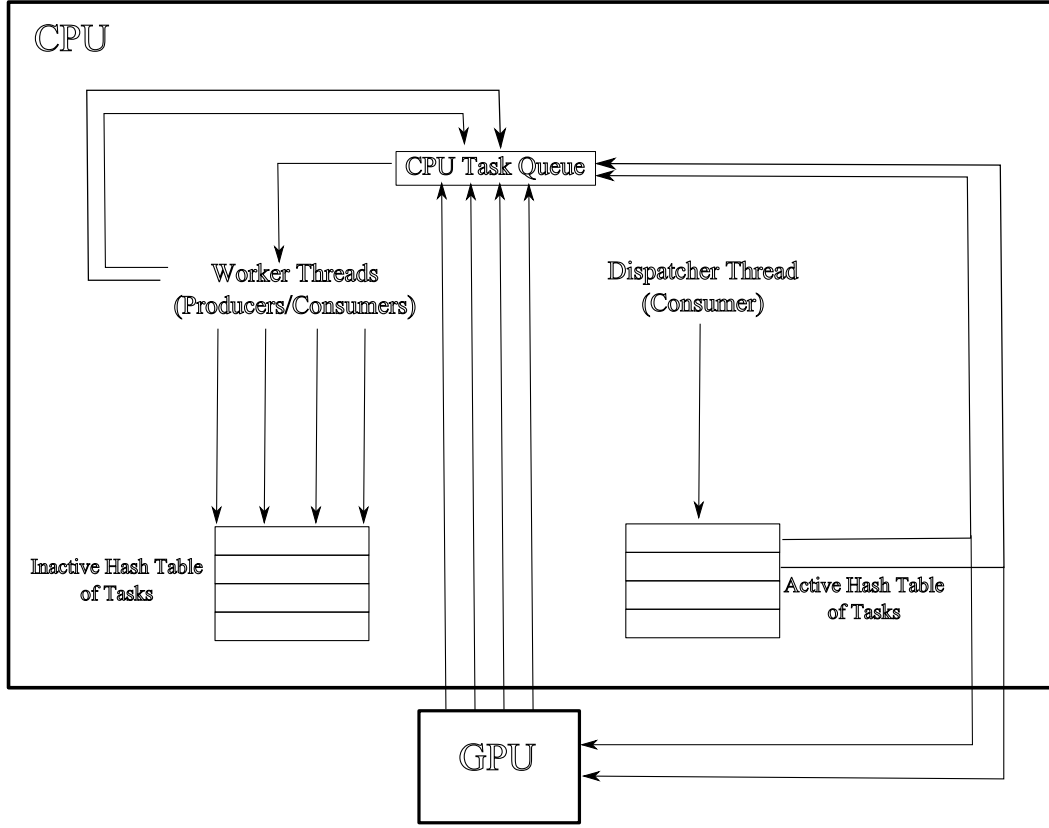 CPU
CPU Task Queue
Worker Threads
(Producers/Consumers)
Dispatcher Thread
(Consumer)
Inactive Hash Table
of Tasks
Active Hash Table
of Tasks
GPU